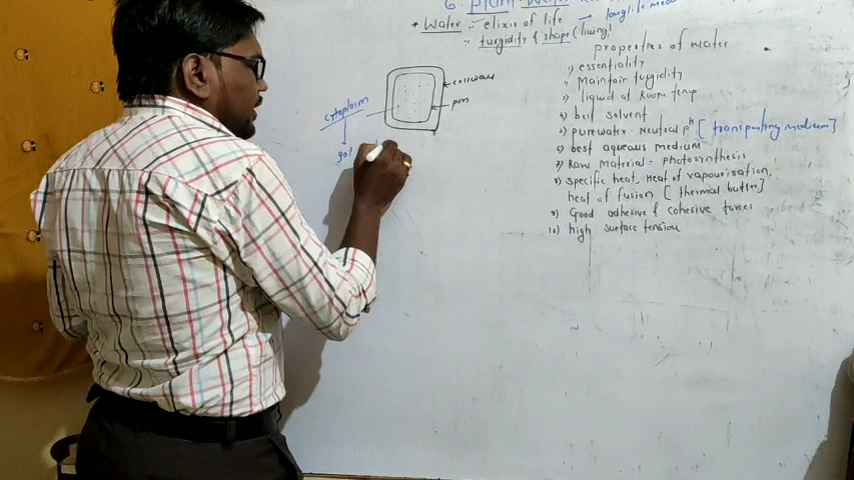 6. plant water
* Water :- elixir of life → longlife
:- turgidity & shape (living)
properties of water
1) essentiality
2) Maintain turgidity
3) liquid at Room temp
4) best solvent
5) pure water - Neutral pH [transporting medium]
6) best aqueous medium
7) Raw Material - photosynthesis
8) specific heat, Heat of vapourisation,
heat of fusion [thermal buffer]
9) Good adhesive & cohesive forces
10) high surface tension
cell wall
pm
cytoplasm
gol